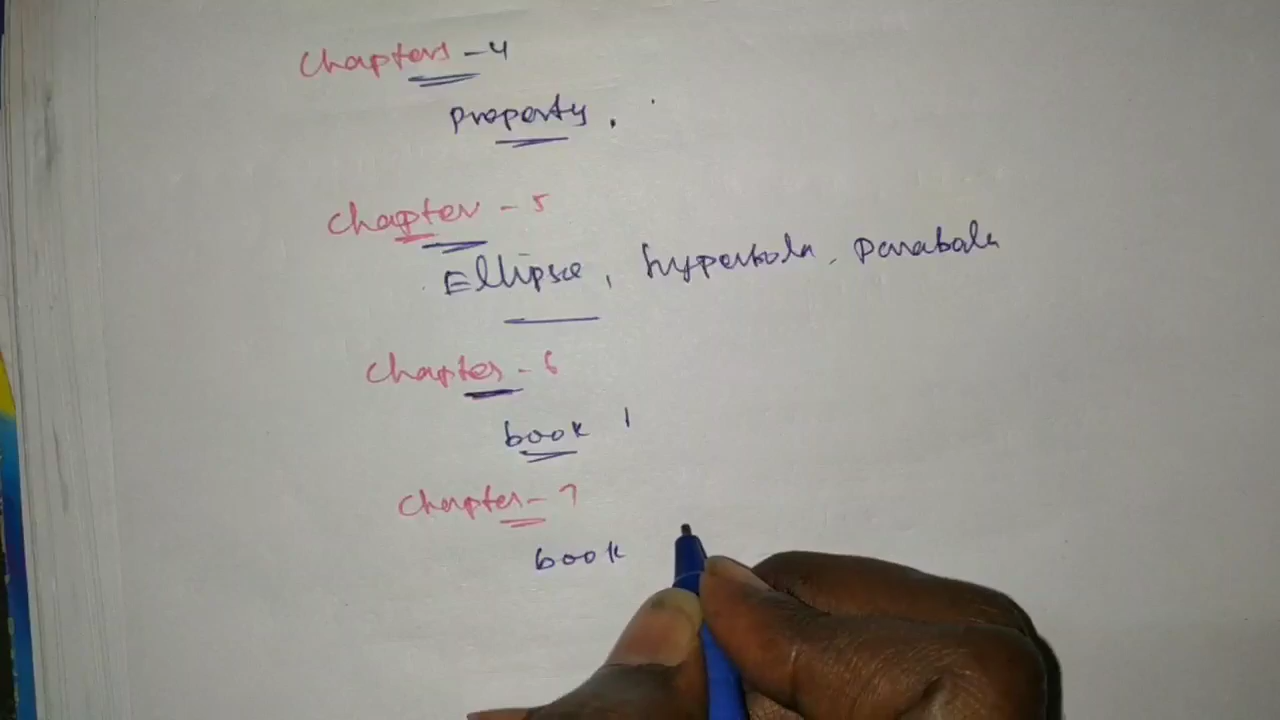 Chapters - 4
Property.
Chapter - 5
Ellipse, hyperbola, parabola
Chapter - 6
book 1
Chapter - 7
book